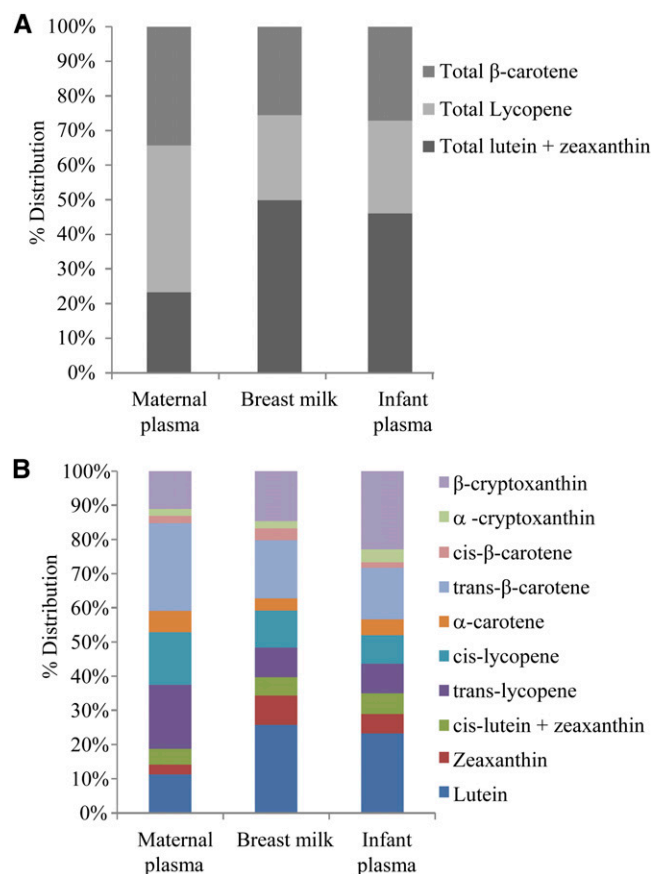 A
100%
90%
80%
70%
60%
50%
40%
30%
20%
10%
0%
% Distribution
Maternal plasma
Breast milk
Infant plasma
Total β-carotene
Total Lycopene
Total lutein + zeaxanthin
B
100%
90%
80%
70%
60%
50%
40%
30%
20%
10%
0%
% Distribution
Maternal plasma
Breast milk
Infant plasma
β-cryptoxanthin
α -cryptoxanthin
cis-β-carotene
trans-β-carotene
α-carotene
cis-lycopene
trans-lycopene
cis-lutein + zeaxanthin
Zeaxanthin
Lutein